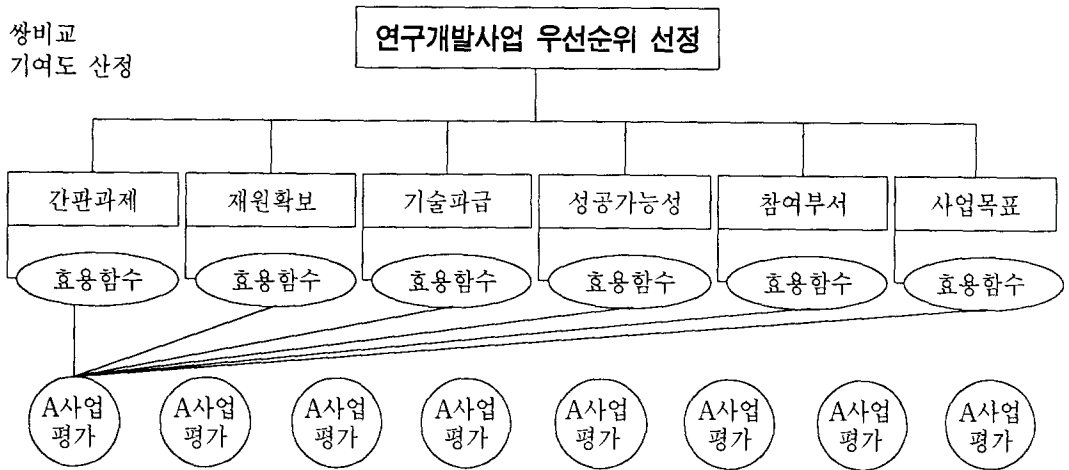 쌍비교
기여도 산정
연구개발사업 우선순위 선정
간판과제 재원확보 기술파급 성공가능성 참여부서 사업목표
효용함수 효용함수 효용함수 효용함수 효용함수 효용함수
A사업 A사업 A사업 A사업 A사업 A사업 A사업 A사업
평가 평가 평가 평가 평가 평가 평가 평가